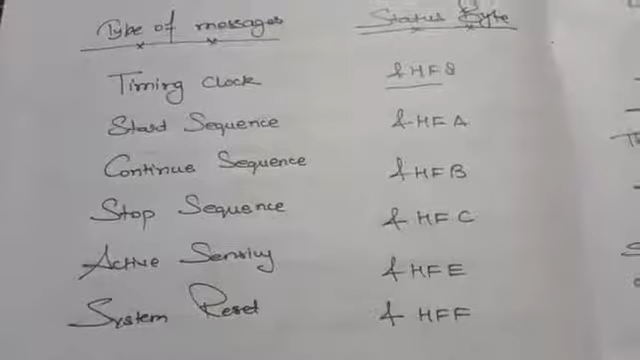 Type of messages Status Byte
Timing Clock &HF8
Start Sequence &HFA
Continue Sequence &HFB
Stop Sequence &HFC
Active Sensing &HFE
System Reset &HFF